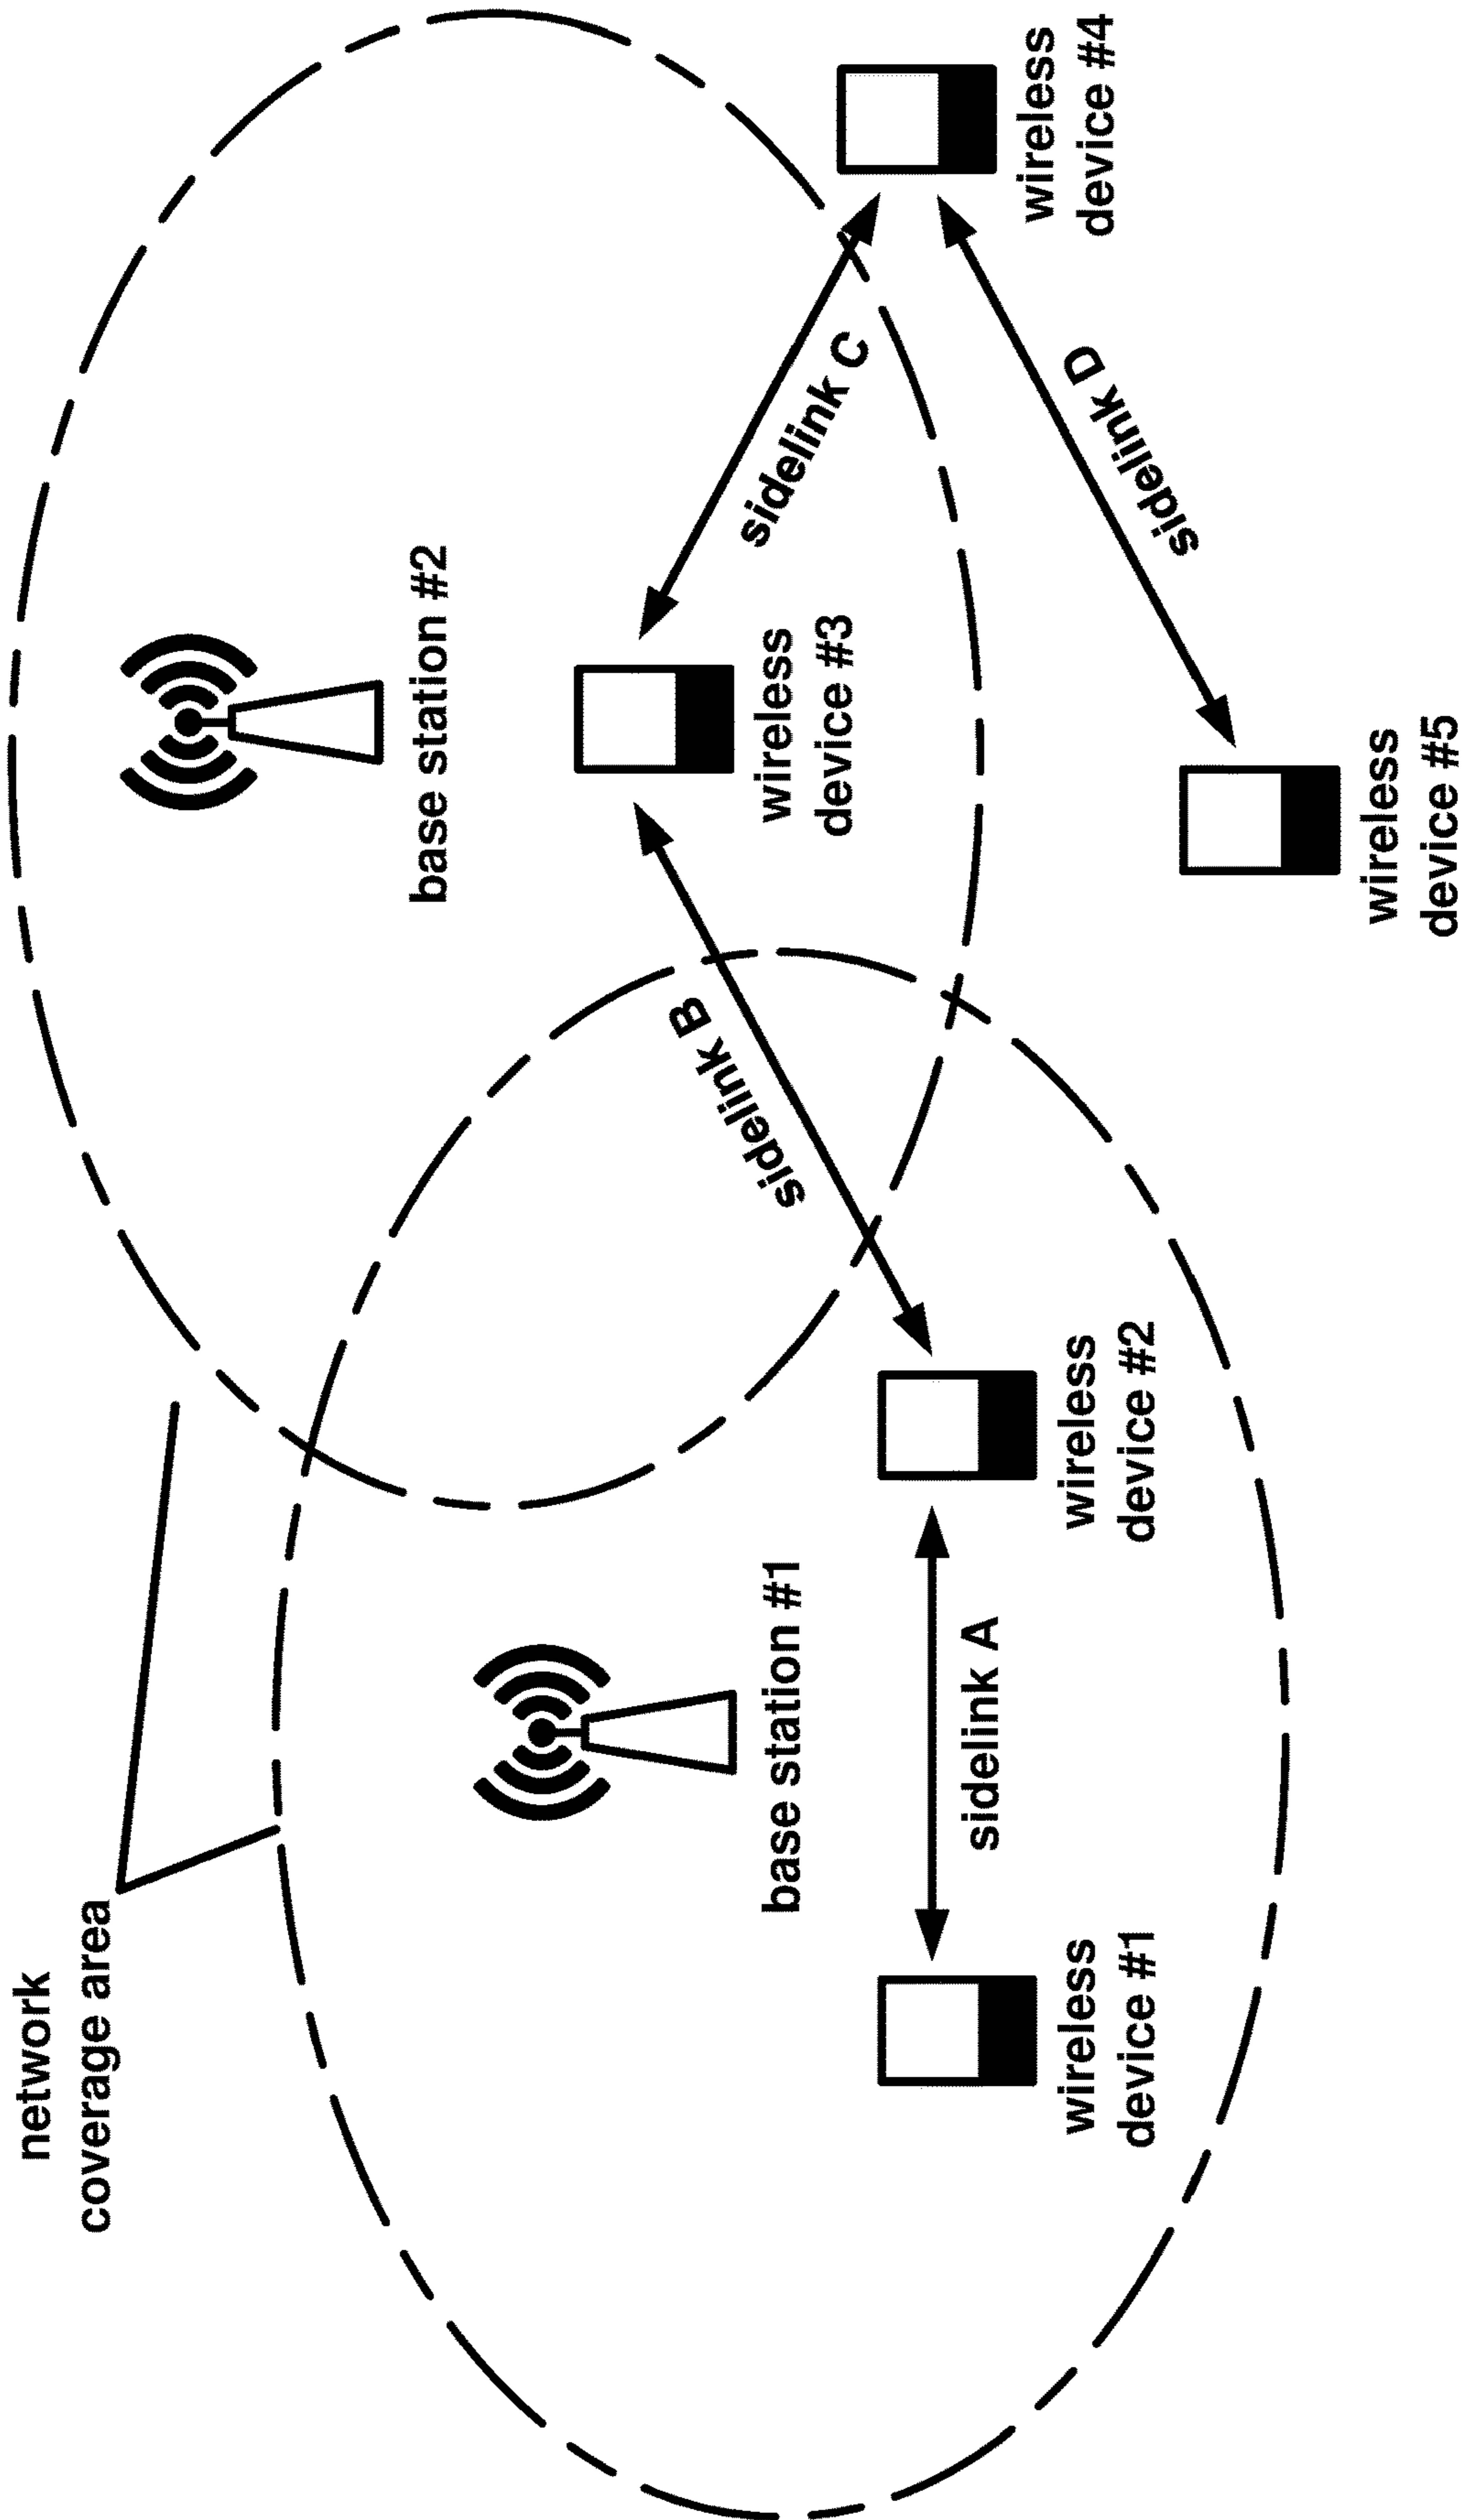 network
coverage area
base station #2
base station #1
wireless
device #3
sidelink B
sidelink C
wireless
device #4
sidelink A
wireless
device #1
wireless
device #2
sidelink D
wireless
device #5